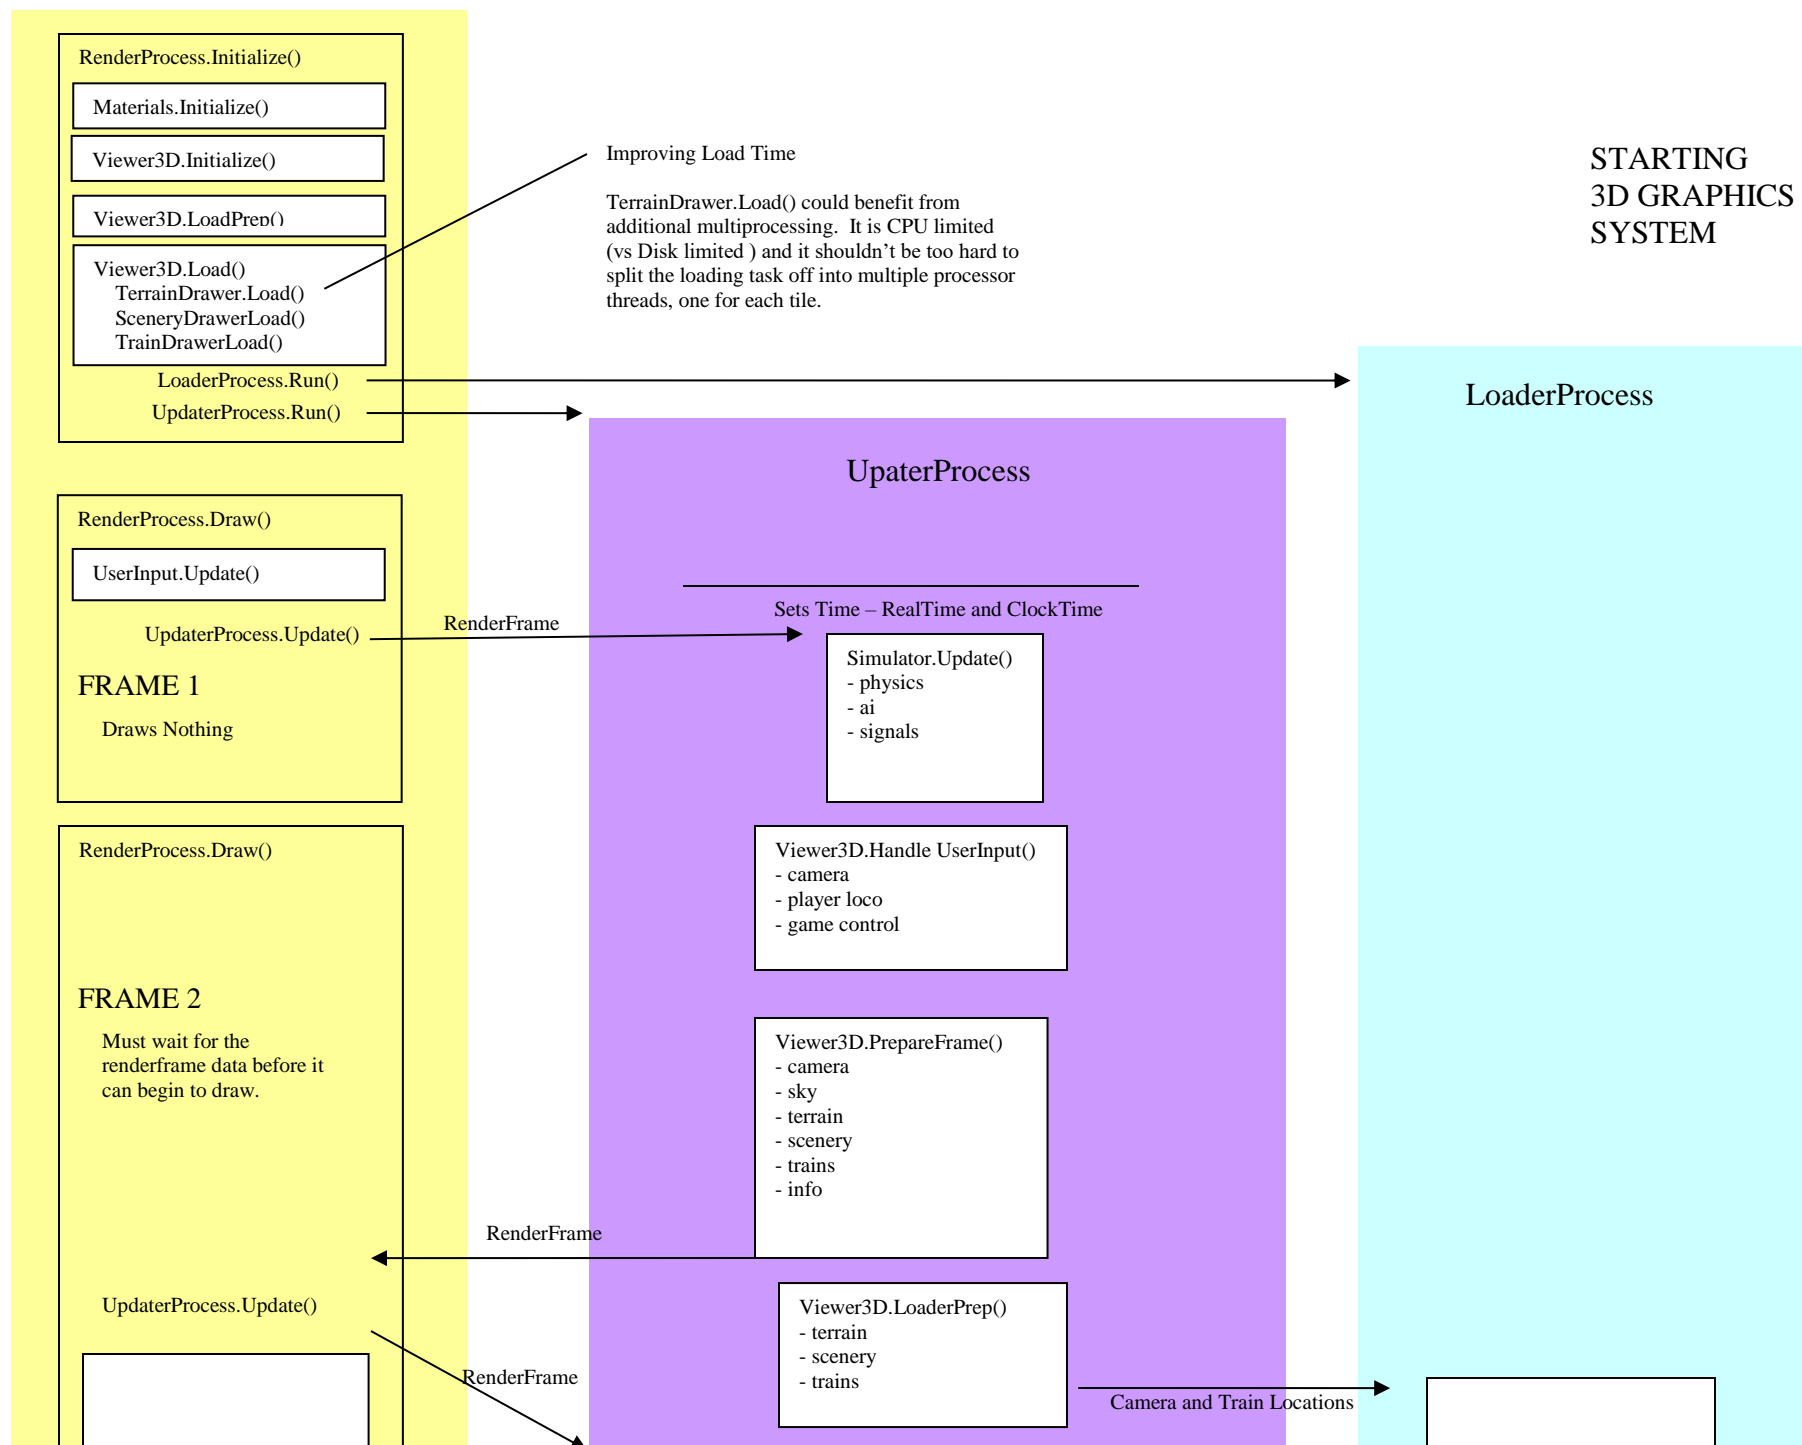 RenderProcess.Initialize()
Materials.Initialize()
Viewer3D.Initialize()
Viewer3D.LoadPrep()
Viewer3D.Load()
TerrainDrawer.Load()
SceneryDrawerLoad()
TrainDrawerLoad()
LoaderProcess.Run()
UpdaterProcess.Run()
Improving Load Time
TerrainDrawer.Load() could benefit from
additional multiprocessing.  It is CPU limited
(vs Disk limited ) and it shouldn't be too hard to
split the loading task off into multiple processor
threads, one for each tile.
STARTING
3D GRAPHICS
SYSTEM
LoaderProcess
UpaterProcess
RenderProcess.Draw()
UserInput.Update()
UpdaterProcess.Update()
RenderFrame
FRAME 1
Draws Nothing
Sets Time – RealTime and ClockTime
Simulator.Update()
- physics
- ai
- signals
RenderProcess.Draw()
FRAME 2
Must wait for the
renderframe data before it
can begin to draw.
Viewer3D.Handle UserInput()
- camera
- player loco
- game control
Viewer3D.PrepareFrame()
- camera
- sky
- terrain
- scenery
- trains
- info
RenderFrame
UpdaterProcess.Update()
RenderFrame
Viewer3D.LoaderPrep()
- terrain
- scenery
- trains
Camera and Train Locations